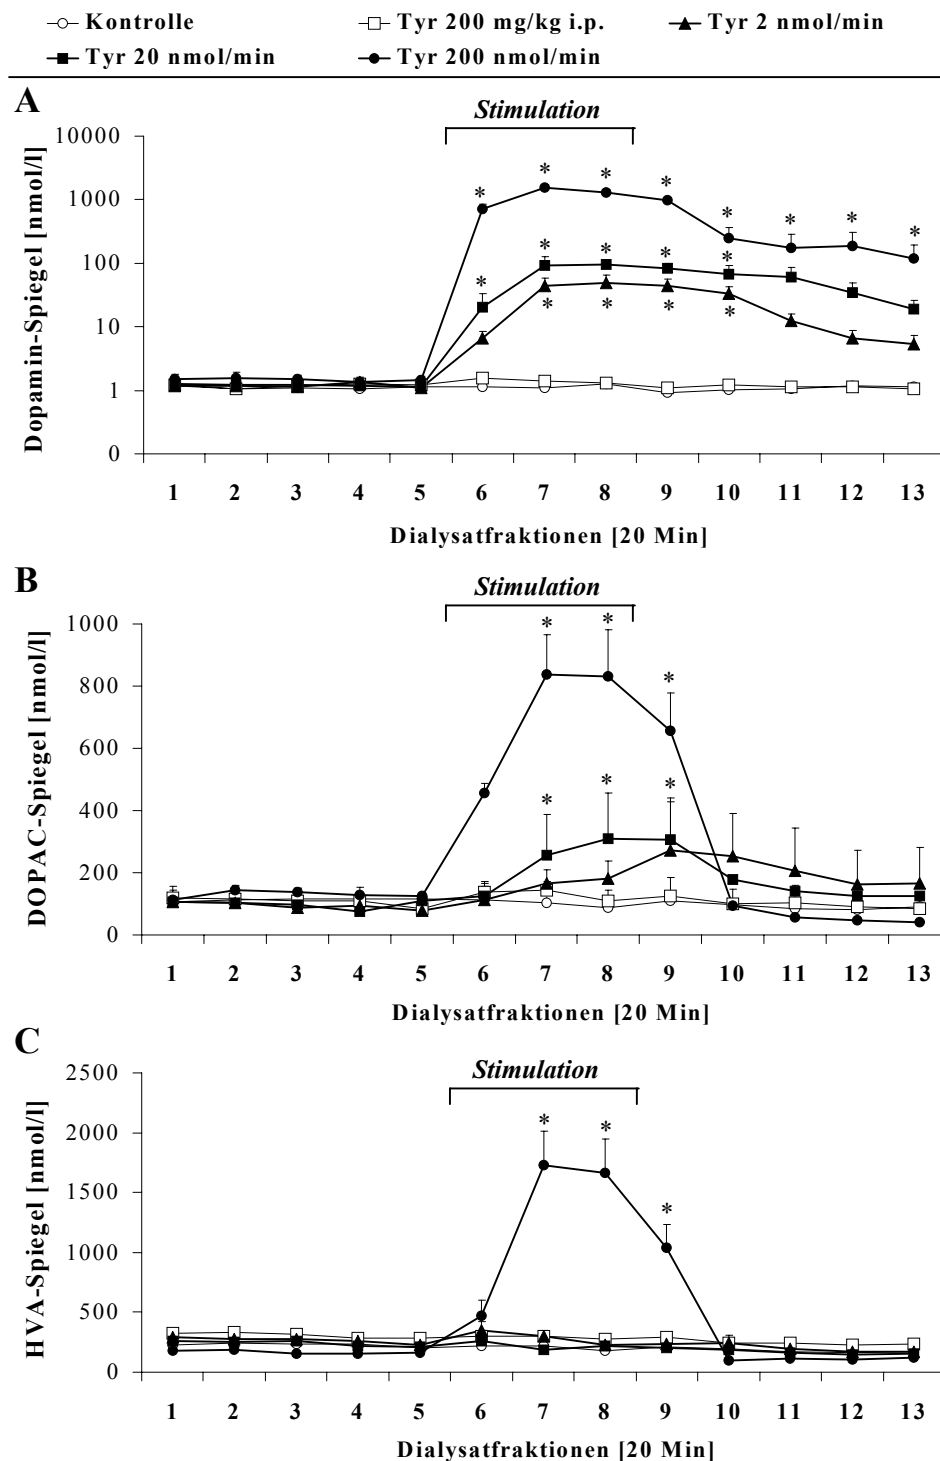 Kontrolle Tyr 200 mg/kg i.p. Tyr 2 nmol/min
Tyr 20 nmol/min Tyr 200 nmol/min
A
Stimulation
Dopamin-Spiegel [nmol/l]
10000
1000
100
10
1
0
* * * * * * * *
* * * * *
* * * *
1 2 3 4 5 6 7 8 9 10 11 12 13
Dialysatfraktionen [20 Min]
B
Stimulation
DOPAC-Spiegel [nmol/l]
1000
800
600
400
200
0
* * *
* * *
1 2 3 4 5 6 7 8 9 10 11 12 13
Dialysatfraktionen [20 Min]
C
Stimulation
HVA-Spiegel [nmol/l]
2500
2000
1500
1000
500
0
* * *
1 2 3 4 5 6 7 8 9 10 11 12 13
Dialysatfraktionen [20 Min]